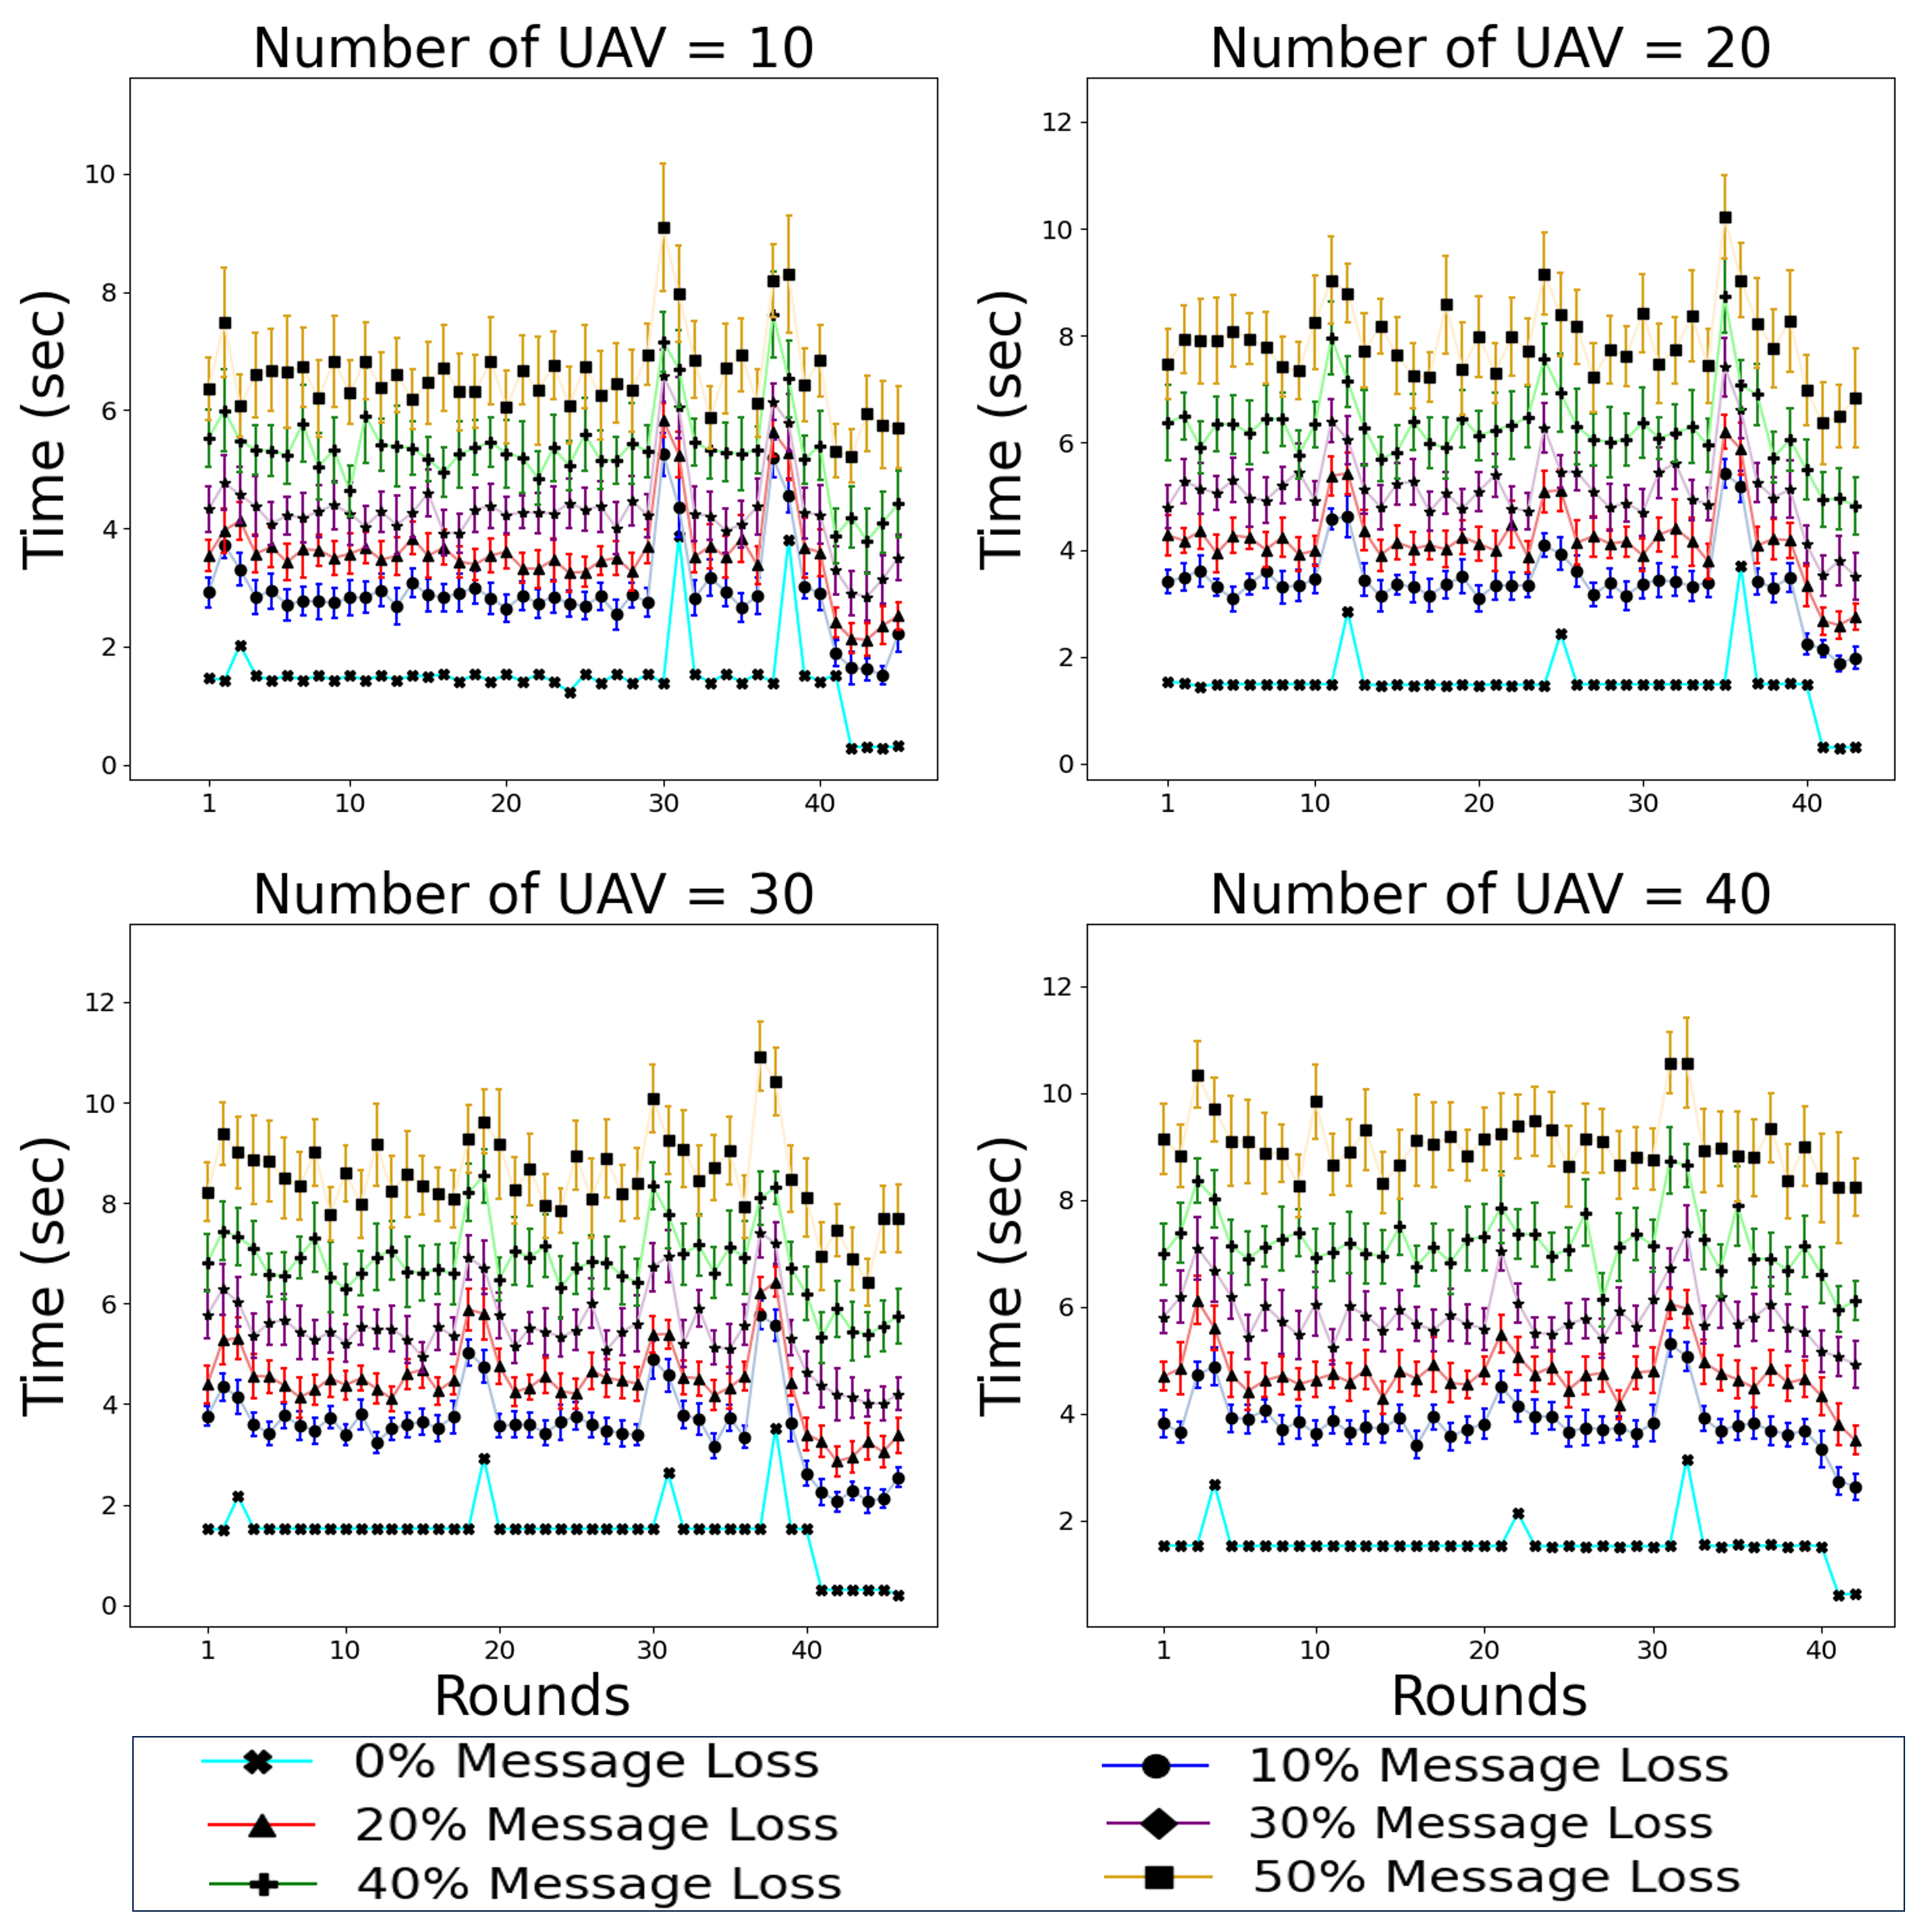 Number of UAV = 10
Time (sec)
10
8
6
4
2
0
1 10 20 30 40
Number of UAV = 20
Time (sec)
12
10
8
6
4
2
0
1 10 20 30 40
Number of UAV = 30
Time (sec)
12
10
8
6
4
2
0
1 10 20 30 40
Rounds
Number of UAV = 40
Time (sec)
12
10
8
6
4
2
1 10 20 30 40
Rounds
0% Message Loss
10% Message Loss
20% Message Loss
30% Message Loss
40% Message Loss
50% Message Loss